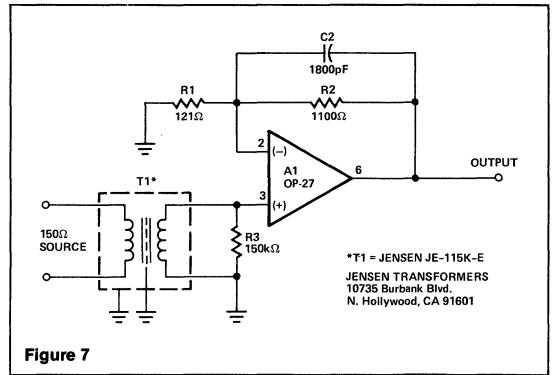 C2
1800pF
R1
121Ω
R2
1100Ω
2
(–)
A1
OP-27
6
OUTPUT
T1*
3
(+)
150Ω
SOURCE
R3
150kΩ
*T1 = JENSEN JE-115K-E
JENSEN TRANSFORMERS
10735 Burbank Blvd.
N. Hollywood, CA 91601
Figure 7